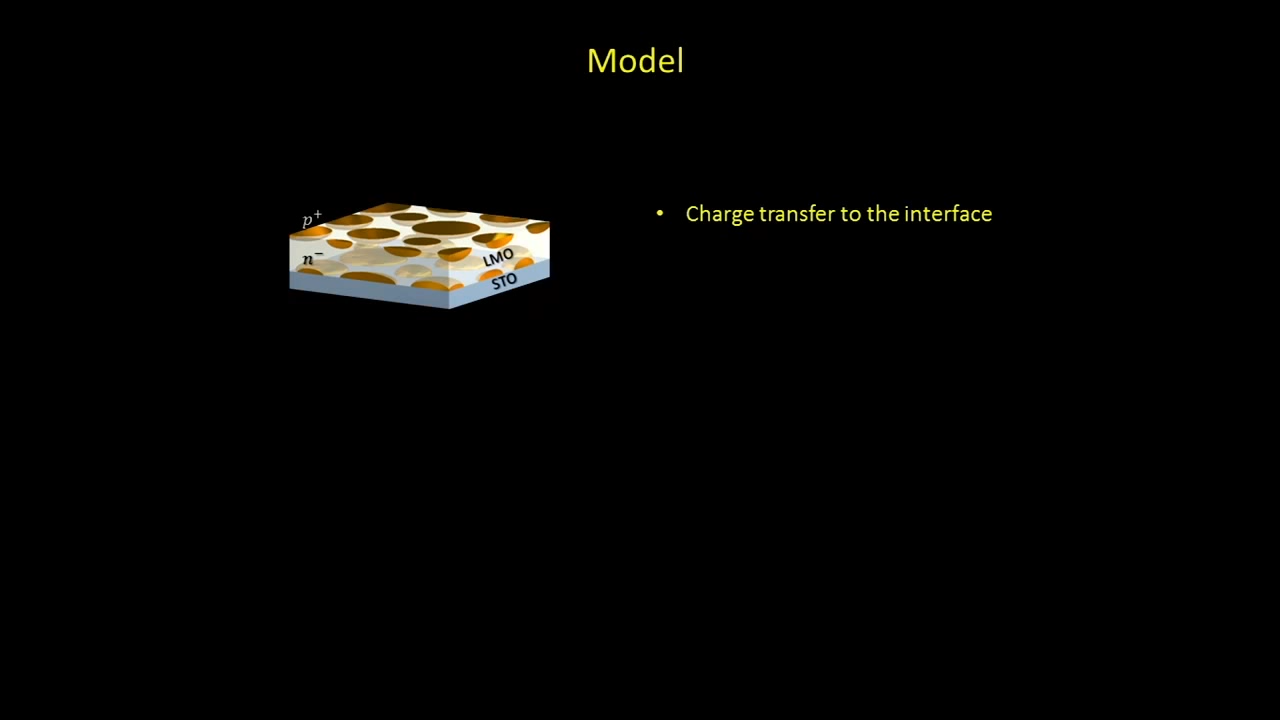 Model
p⁺
n⁻
LMO
STO
• Charge transfer to the interface